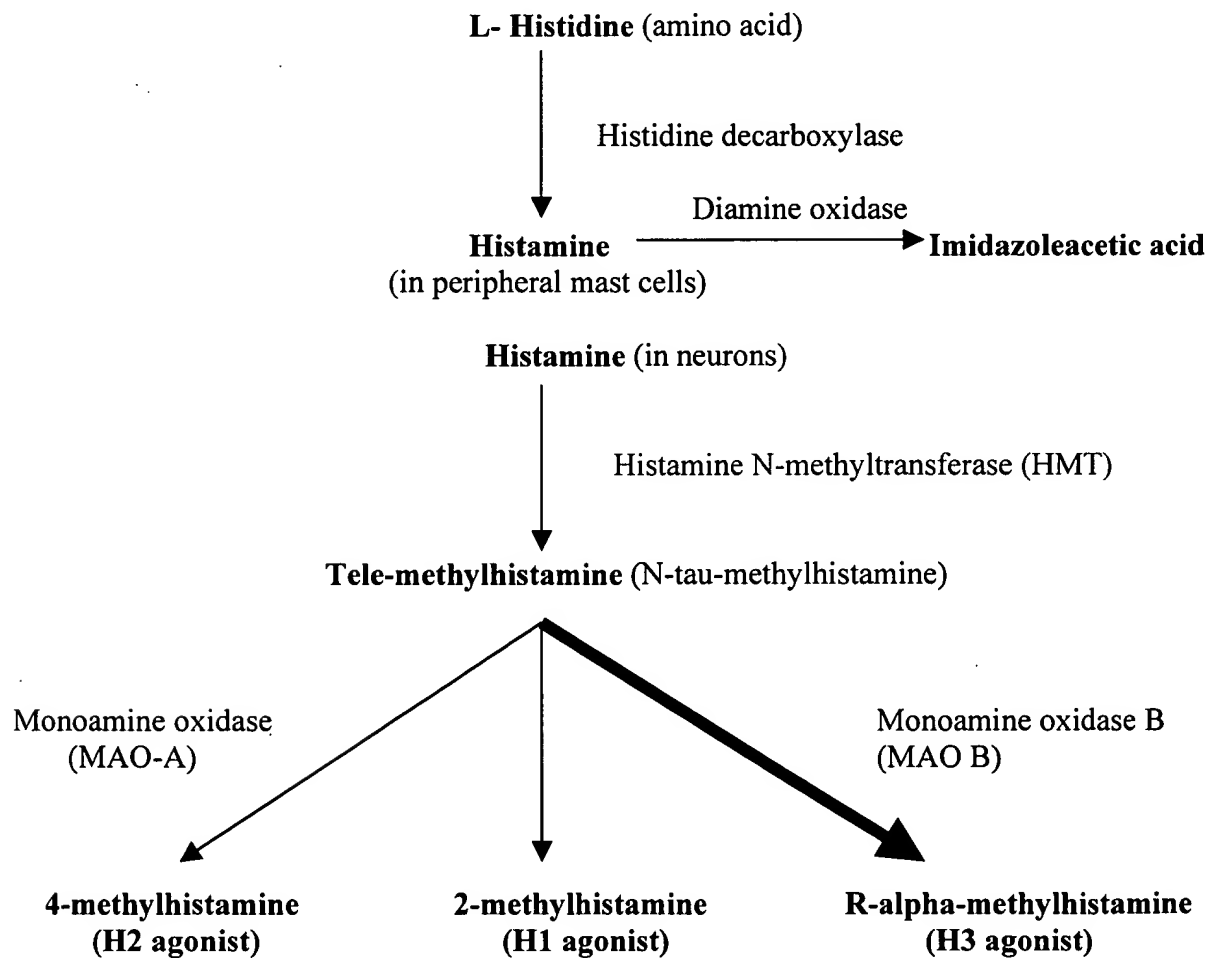 L- Histidine (amino acid)
Histidine decarboxylase
Diamine oxidase
Histamine
Imidazoleacetic acid
(in peripheral mast cells)
Histamine (in neurons)
Histamine N-methyltransferase (HMT)
Tele-methylhistamine (N-tau-methylhistamine)
Monoamine oxidase
(MAO-A)
Monoamine oxidase B
(MAO B)
4-methylhistamine
(H2 agonist)
2-methylhistamine
(H1 agonist)
R-alpha-methylhistamine
(H3 agonist)